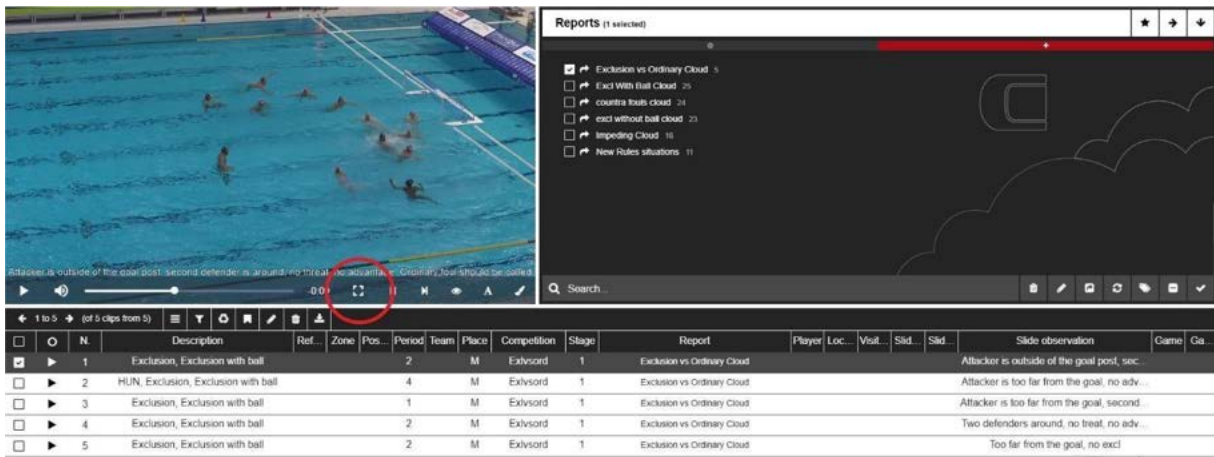 Reports (1 selected)
Exclusion vs Ordinary Cloud 5
Excl With Ball Cloud 25
countra fouls cloud 24
excl without ball cloud 23
Impeding Cloud 16
New Rules situations 11
Attacker is outside of the goal post, second defender is around, no threat, no advantage. Ordinary foul should be called
-0:0
A
Search...
1 to 5 (of 5 clips from 5)
N. Description Ref... Zone Pos... Period Team Place Competition Stage Report Player Loc... Visit... Slid... Slid... Slide observation Game Ga...
1 Exclusion, Exclusion with ball 2 M Exlvsord 1 Exclusion vs Ordinary Cloud Attacker is outside of the goal post, sec...
2 HUN, Exclusion, Exclusion with ball 4 M Exlvsord 1 Exclusion vs Ordinary Cloud Attacker is too far from the goal, no adv...
3 Exclusion, Exclusion with ball 1 M Exlvsord 1 Exclusion vs Ordinary Cloud Attacker is too far from the goal, second...
4 Exclusion, Exclusion with ball 2 M Exlvsord 1 Exclusion vs Ordinary Cloud Two defenders around, no treat, no adv...
5 Exclusion, Exclusion with ball 2 M Exlvsord 1 Exclusion vs Ordinary Cloud Too far from the goal, no excl